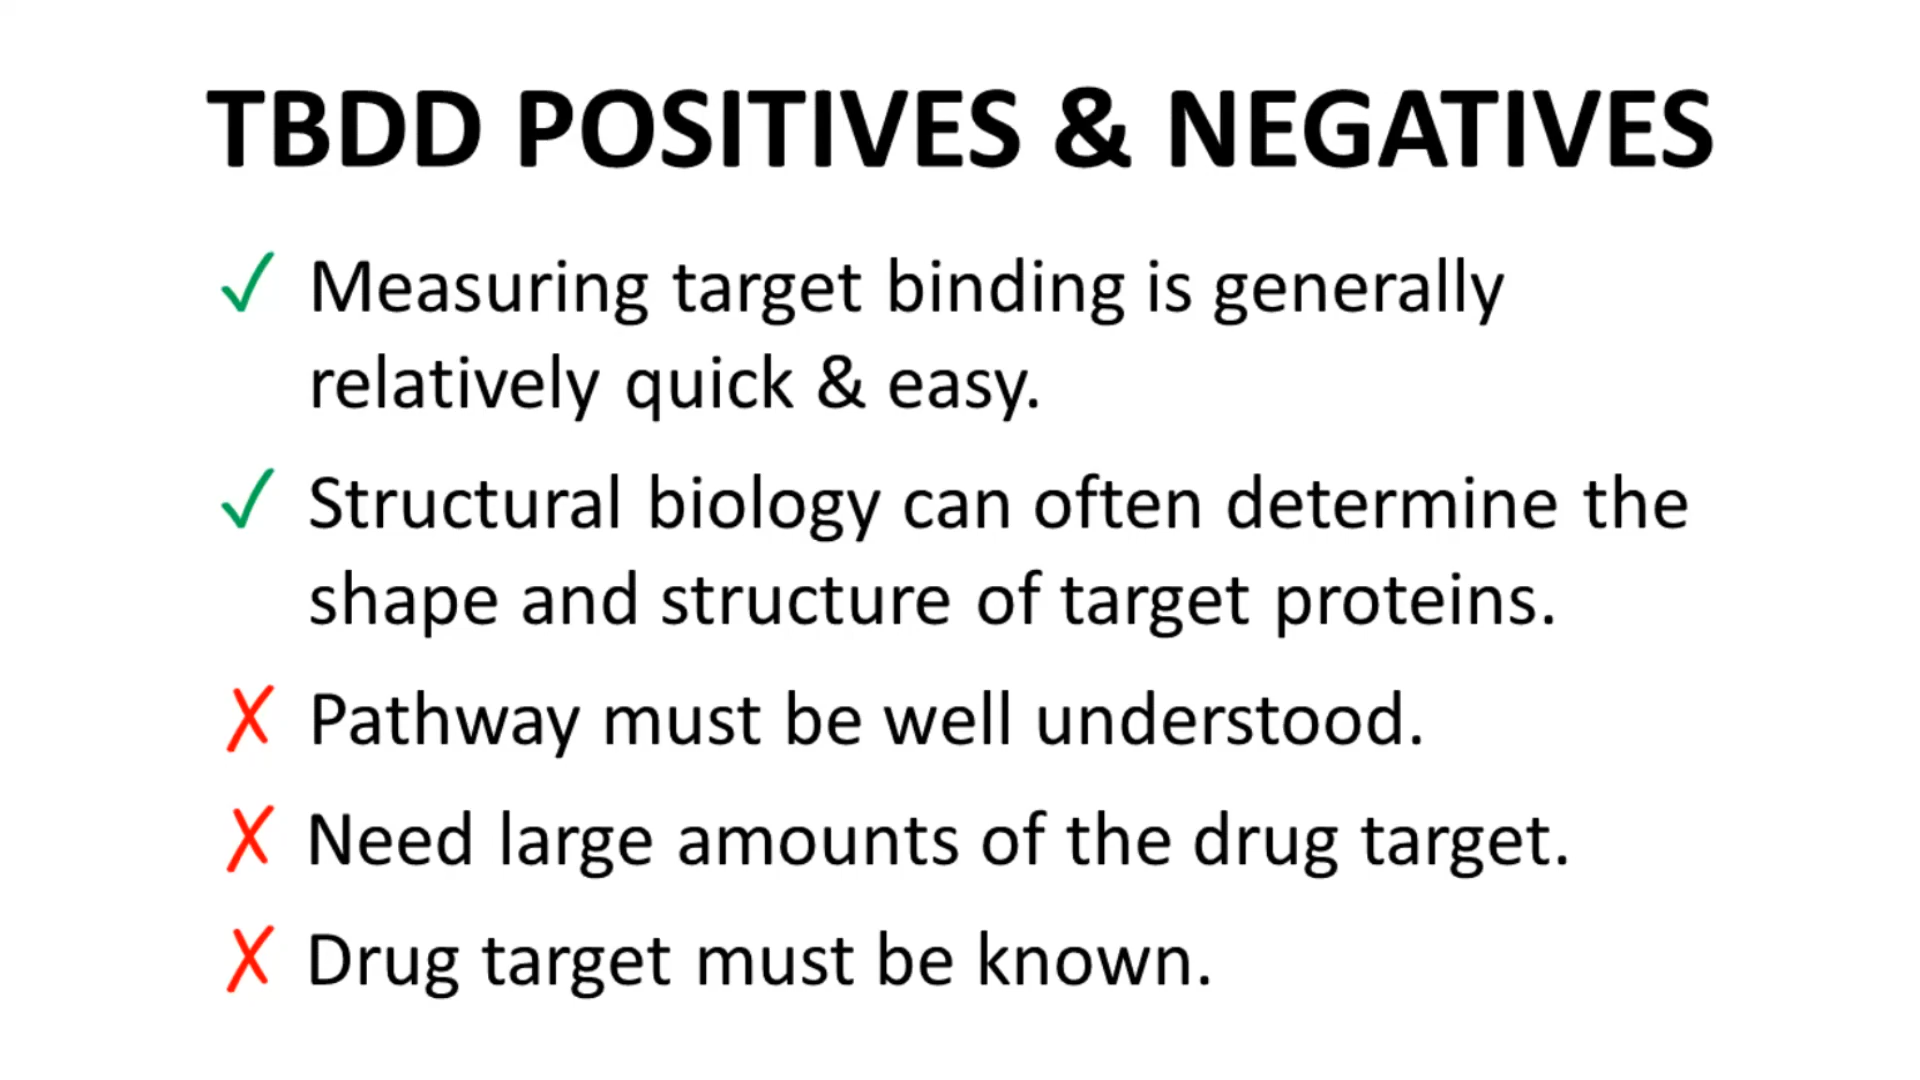 TBDD POSITIVES & NEGATIVES
✓ Measuring target binding is generally
relatively quick & easy.
✓ Structural biology can often determine the
shape and structure of target proteins.
✗ Pathway must be well understood.
✗ Need large amounts of the drug target.
✗ Drug target must be known.